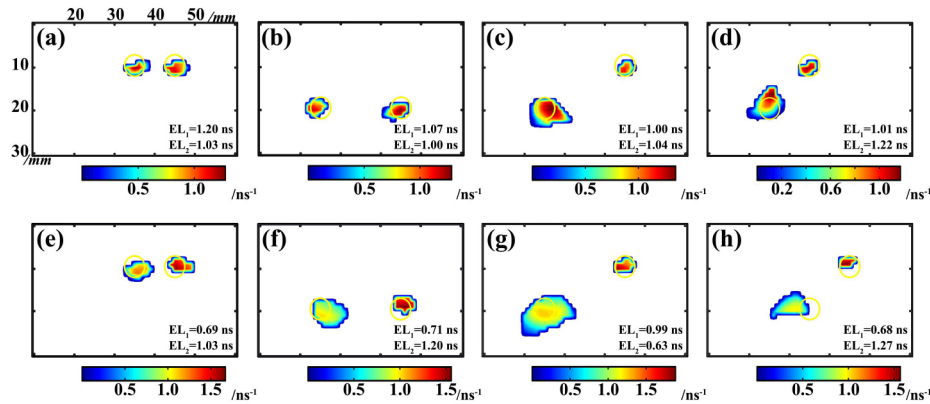 20 30 40 50 /mm
(a) (b) (c) (d)
10
20
30
/mm
EL1=1.20 ns
EL2=1.03 ns
EL1=1.07 ns
EL2=1.00 ns
EL1=1.00 ns
EL2=1.04 ns
EL1=1.01 ns
EL2=1.22 ns
0.5 1.0 /ns-1
0.5 1.0 /ns-1
0.5 1.0 /ns-1
0.2 0.6 1.0 /ns-1
(e) (f) (g) (h)
EL1=0.69 ns
EL2=1.03 ns
EL1=0.71 ns
EL2=1.20 ns
EL1=0.99 ns
EL2=0.63 ns
EL1=0.68 ns
EL2=1.27 ns
0.5 1.0 1.5 /ns-1
0.5 1.0 1.5 /ns-1
0.5 1.0 1.5 /ns-1
0.5 1.0 1.5 /ns-1